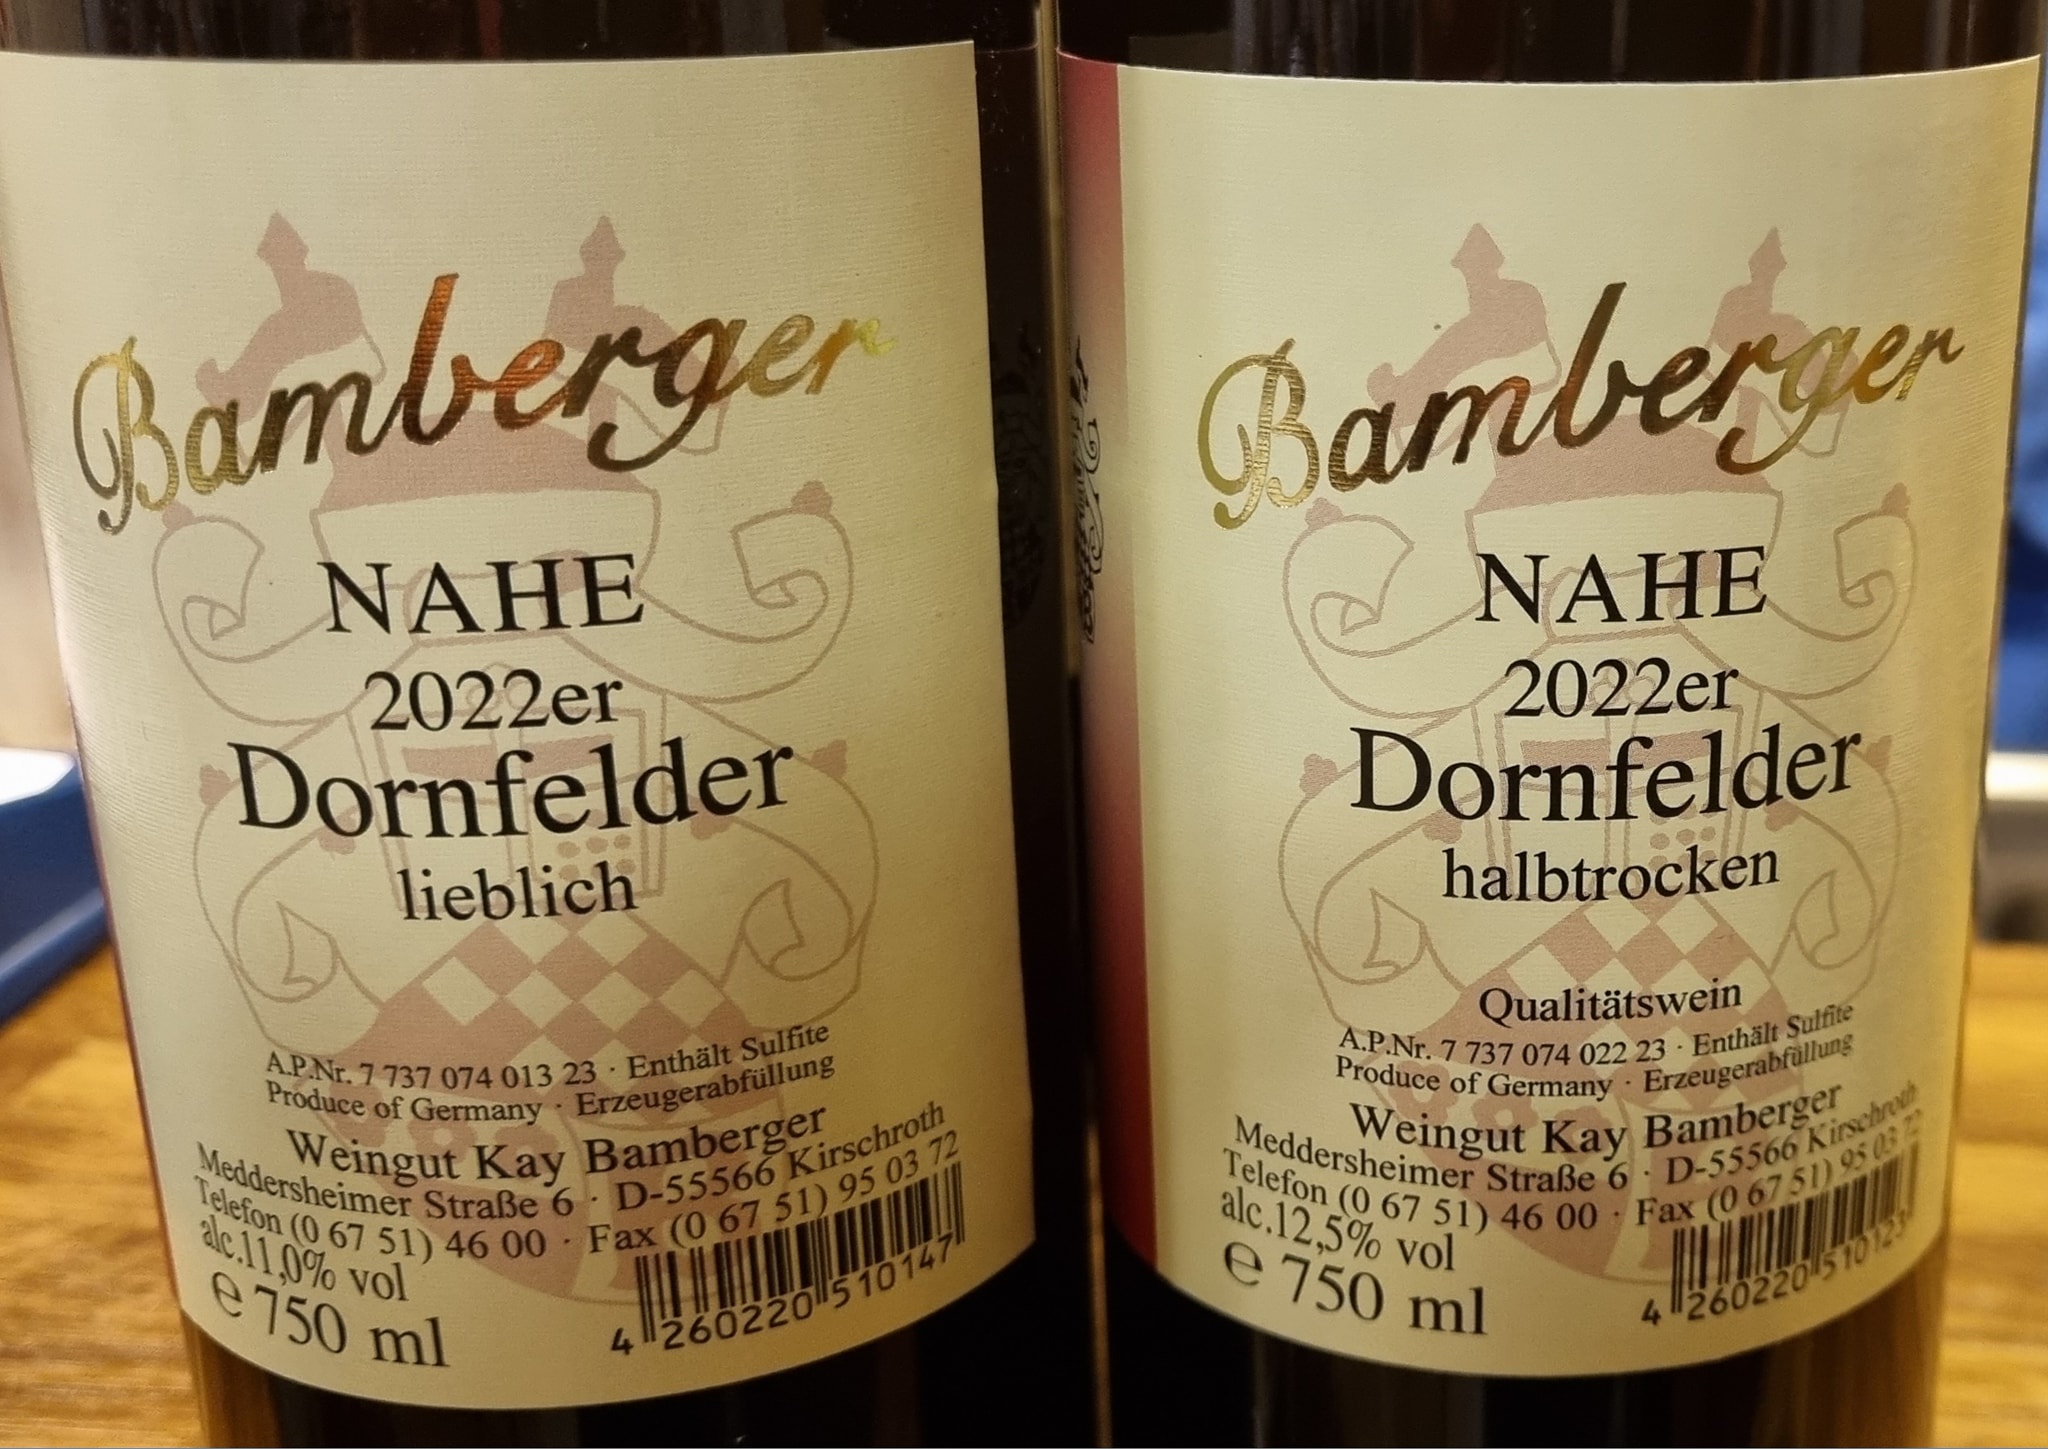 Bamberger
NAHE
2022er
Dornfelder
lieblich
A.P.Nr. 7 737 074 013 23 · Enthält Sulfite
Produce of Germany · Erzeugerabfüllung
Weingut Kay Bamberger
Meddersheimer Straße 6 · D-55566 Kirschroth
Telefon (0 67 51) 46 00 · Fax (0 67 51) 95 03 72
alc.11,0% vol
℮ 750 ml
4 260220 510147
Bamberger
NAHE
2022er
Dornfelder
halbtrocken
Qualitätswein
A.P.Nr. 7 737 074 022 23 · Enthält Sulfite
Produce of Germany · Erzeugerabfüllung
Weingut Kay Bamberger
Meddersheimer Straße 6 · D-55566 Kirschroth
Telefon (0 67 51) 46 00 · Fax (0 67 51) 95 03 72
alc.12,5% vol
℮ 750 ml
4 260220 510123